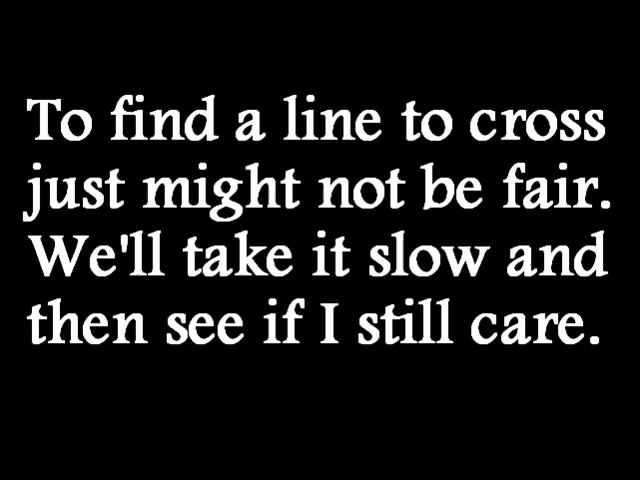 To find a line to cross
just might not be fair.
We'll take it slow and
then see if I still care.